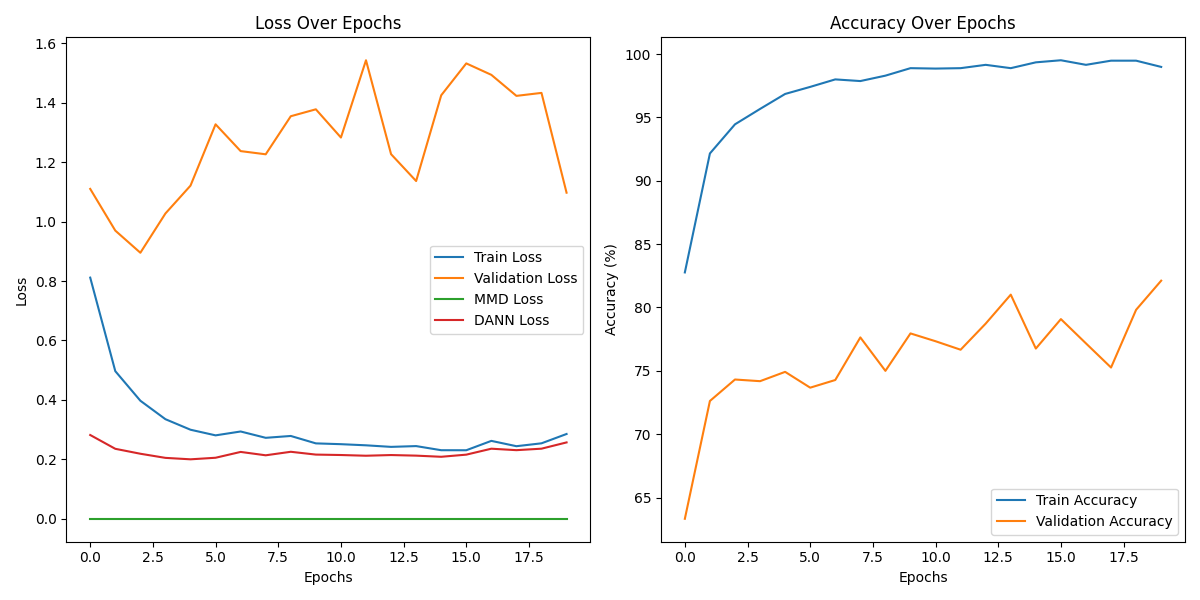 Loss Over Epochs
1.6
1.4
1.2
1.0
0.8
0.6
0.4
0.2
0.0
Loss
Train Loss
Validation Loss
MMD Loss
DANN Loss
0.0 2.5 5.0 7.5 10.0 12.5 15.0 17.5
Epochs
Accuracy Over Epochs
100
95
90
85
80
75
70
65
Accuracy (%)
Train Accuracy
Validation Accuracy
0.0 2.5 5.0 7.5 10.0 12.5 15.0 17.5
Epochs